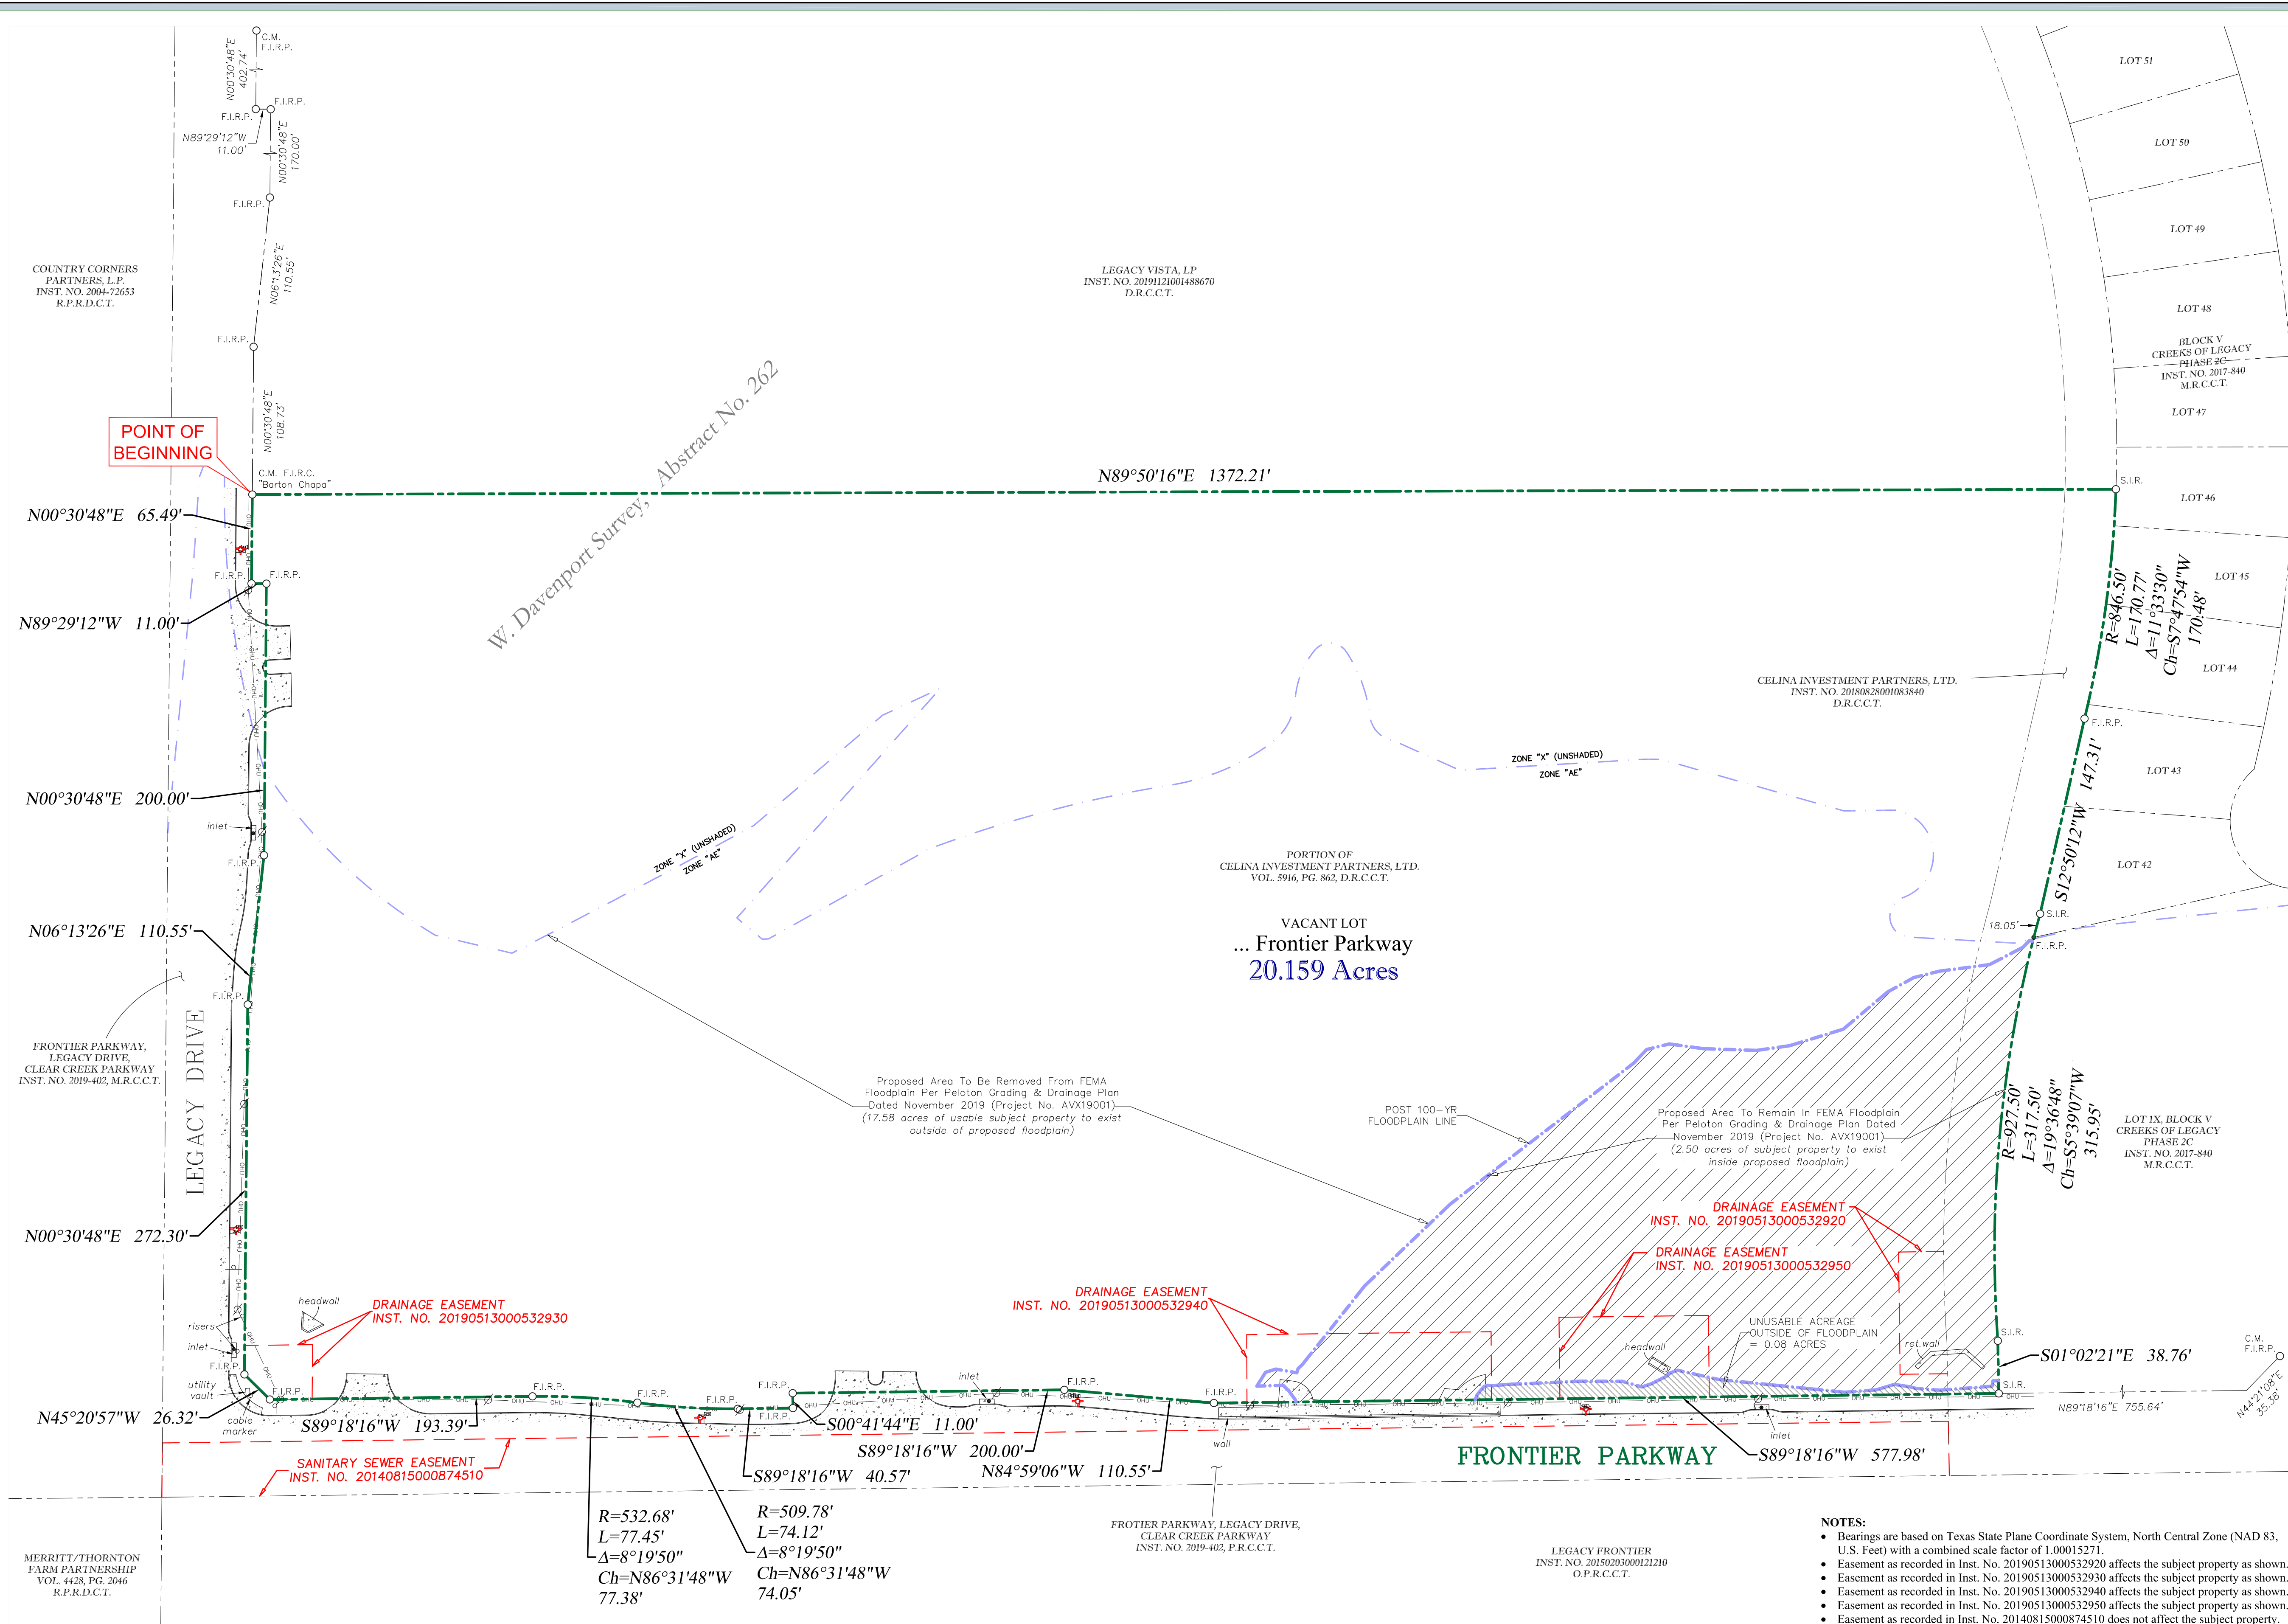 C.M.
F.I.R.P.
N00°30'48"E
402.74'
F.I.R.P.
F.I.R.P.
N89°29'12"W
11.00'
N00°30'48"E
170.00'
F.I.R.P.
N06°13'26"E
110.55'
F.I.R.P.
N00°30'48"E
108.73'
COUNTRY CORNERS
PARTNERS, L.P.
INST. NO. 2004-72653
R.P.R.D.C.T.
LEGACY VISTA, LP
INST. NO. 20191121001488670
D.R.C.C.T.
LOT 51
LOT 50
LOT 49
LOT 48
BLOCK V
CREEKS OF LEGACY
PHASE 2C
INST. NO. 2017-840
M.R.C.C.T.
LOT 47
LOT 46
LOT 45
LOT 44
LOT 43
LOT 42
W. Davenport Survey, Abstract No. 262
POINT OF
BEGINNING
C.M. F.I.R.C.
"Barton Chapa"
N89°50'16"E 1372.21'
S.I.R.
N00°30'48"E 65.49'
F.I.R.P.
F.I.R.P.
N89°29'12"W 11.00'
R=846.50'
L=170.77'
Δ=11°33'30"
Ch=S7°47'54"W
170.48'
CELINA INVESTMENT PARTNERS, LTD.
INST. NO. 20180828001083840
D.R.C.C.T.
F.I.R.P.
S12°50'12"W 147.31'
ZONE "X" (UNSHADED)
ZONE "AE"
N00°30'48"E 200.00'
inlet
F.I.R.P.
ZONE "X" (UNSHADED)
ZONE "AE"
PORTION OF
CELINA INVESTMENT PARTNERS, LTD.
VOL. 5916, PG. 862, D.R.C.C.T.
VACANT LOT
... Frontier Parkway
20.159 Acres
S.I.R.
18.05'
F.I.R.P.
N06°13'26"E 110.55'
F.I.R.P.
LEGACY DRIVE
FRONTIER PARKWAY,
LEGACY DRIVE,
CLEAR CREEK PARKWAY
INST. NO. 2019-402, M.R.C.C.T.
Proposed Area To Be Removed From FEMA
Floodplain Per Peloton Grading & Drainage Plan
Dated November 2019 (Project No. AVX19001)
(17.58 acres of usable subject property to exist
outside of proposed floodplain)
POST 100-YR
FLOODPLAIN LINE
Proposed Area To Remain In FEMA Floodplain
Per Peloton Grading & Drainage Plan Dated
November 2019 (Project No. AVX19001)
(2.50 acres of subject property to exist
inside proposed floodplain)
R=927.50'
L=317.50'
Δ=19°36'48"
Ch=S5°39'07"W
315.95'
LOT 1X, BLOCK V
CREEKS OF LEGACY
PHASE 2C
INST. NO. 2017-840
M.R.C.C.T.
N00°30'48"E 272.30'
DRAINAGE EASEMENT
INST. NO. 20190513000532920
DRAINAGE EASEMENT
INST. NO. 20190513000532950
DRAINAGE EASEMENT
INST. NO. 20190513000532940
headwall
DRAINAGE EASEMENT
INST. NO. 20190513000532930
risers
inlet
F.I.R.P.
utility
vault
F.I.R.P.
cable
marker
N45°20'57"W 26.32'
S89°18'16"W 193.39'
F.I.R.P.
F.I.R.P.
F.I.R.P.
F.I.R.P.
F.I.R.P.
S00°41'44"E 11.00'
inlet
F.I.R.P.
F.I.R.P.
UNUSABLE ACREAGE
OUTSIDE OF FLOODPLAIN
= 0.08 ACRES
headwall
ret.wall
S.I.R.
S01°02'21"E 38.76'
S.I.R.
C.M.
F.I.R.P.
N89°18'16"E 755.64'
N44°21'08"E
35.38'
SANITARY SEWER EASEMENT
INST. NO. 20140815000874510
S89°18'16"W 40.57'
S89°18'16"W 200.00'
N84°59'06"W 110.55'
wall
inlet
FRONTIER PARKWAY
S89°18'16"W 577.98'
R=532.68'
L=77.45'
Δ=8°19'50"
Ch=N86°31'48"W
77.38'
R=509.78'
L=74.12'
Δ=8°19'50"
Ch=N86°31'48"W
74.05'
FROTIER PARKWAY, LEGACY DRIVE,
CLEAR CREEK PARKWAY
INST. NO. 2019-402, P.R.C.C.T.
LEGACY FRONTIER
INST. NO. 20150203000121210
O.P.R.C.C.T.
MERRITT/THORNTON
FARM PARTNERSHIP
VOL. 4428, PG. 2046
R.P.R.D.C.T.
NOTES:
• Bearings are based on Texas State Plane Coordinate System, North Central Zone (NAD 83,
U.S. Feet) with a combined scale factor of 1.00015271.
• Easement as recorded in Inst. No. 20190513000532920 affects the subject property as shown.
• Easement as recorded in Inst. No. 20190513000532930 affects the subject property as shown.
• Easement as recorded in Inst. No. 20190513000532940 affects the subject property as shown.
• Easement as recorded in Inst. No. 20190513000532950 affects the subject property as shown.
• Easement as recorded in Inst. No. 20140815000874510 does not affect the subject property.